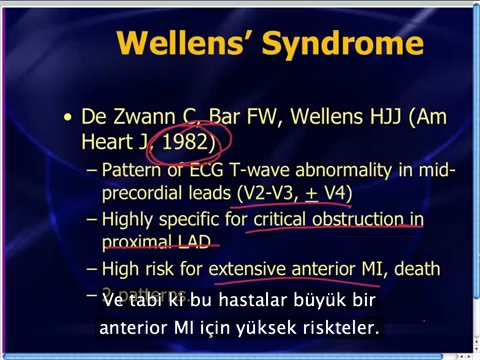 Wellens' Syndrome
• De Zwann C, Bar FW, Wellens HJJ (Am
Heart J, 1982)
– Pattern of ECG T-wave abnormality in mid-
precordial leads (V2-V3, + V4)
– Highly specific for critical obstruction in
proximal LAD
– High risk for extensive anterior MI, death
– 2 patterns.
Ve tabi ki bu hastalar büyük bir
anterior MI için yüksek riskteler.